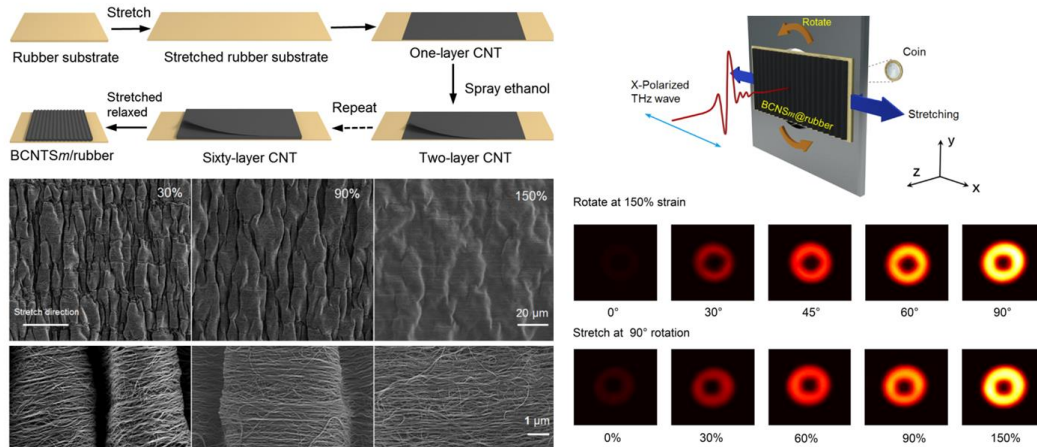 Stretch
Rubber substrate
Stretched rubber substrate
One-layer CNT
Spray ethanol
Stretched
relaxed
Repeat
BCNTSm/rubber
Sixty-layer CNT
Two-layer CNT
30%
90%
150%
Stretch direction
20 μm
1 μm
Rotate
Coin
X-Polarized
THz wave
BCNSm@rubber
Stretching
y
z
x
Rotate at 150% strain
0°
30°
45°
60°
90°
Stretch at 90° rotation
0%
30%
60%
90%
150%